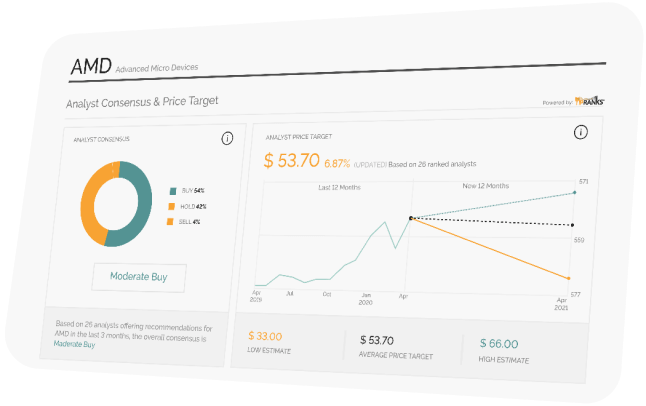 AMD Advanced Micro Devices
Analyst Consensus & Price Target
Powered by: TIPRANKS
ANALYST CONSENSUS
i
BUY 54%
HOLD 42%
SELL 4%
Moderate Buy
Based on 26 analysts offering recommendations for
AMD in the last 3 months, the overall consensus is
Moderate Buy
ANALYST PRICE TARGET
i
$ 53.70 6.87% (UPDATED) Based on 26 ranked analysts
Last 12 Months
New 12 Months
571
559
577
Apr
2019
Jul
Oct
Jan
2020
Apr
Apr
2021
$ 33.00
LOW ESTIMATE
$ 53.70
AVERAGE PRICE TARGET
$ 66.00
HIGH ESTIMATE